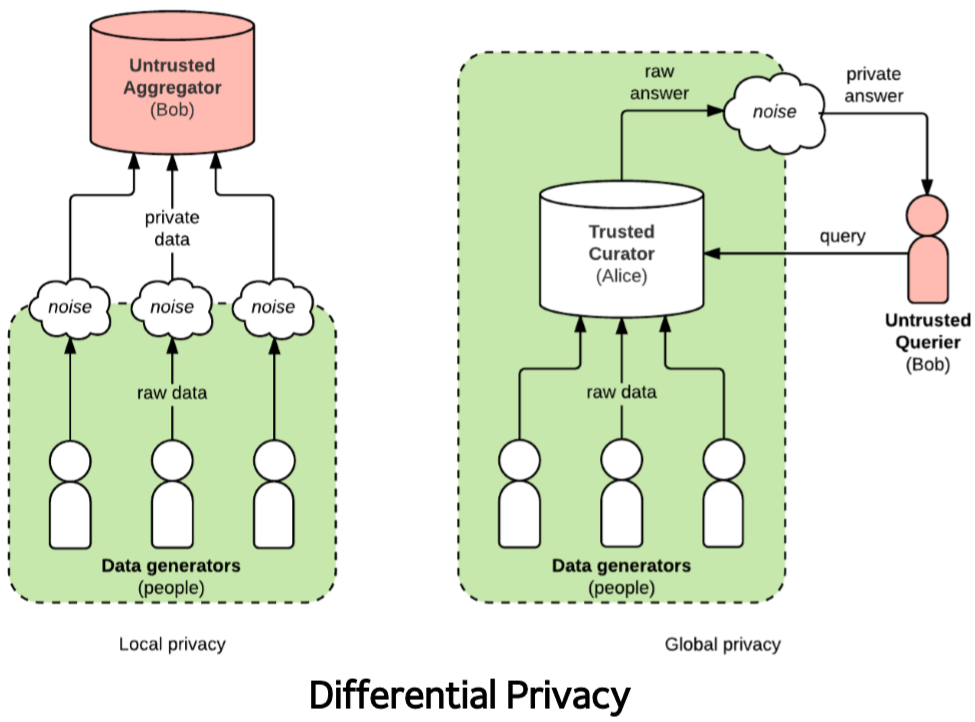 Untrusted
Aggregator
(Bob)
private
data
noise
noise
noise
raw data
Data generators
(people)
Local privacy
raw
answer
noise
private
answer
Trusted
Curator
(Alice)
query
Untrusted
Querier
(Bob)
raw data
Data generators
(people)
Global privacy
Differential Privacy